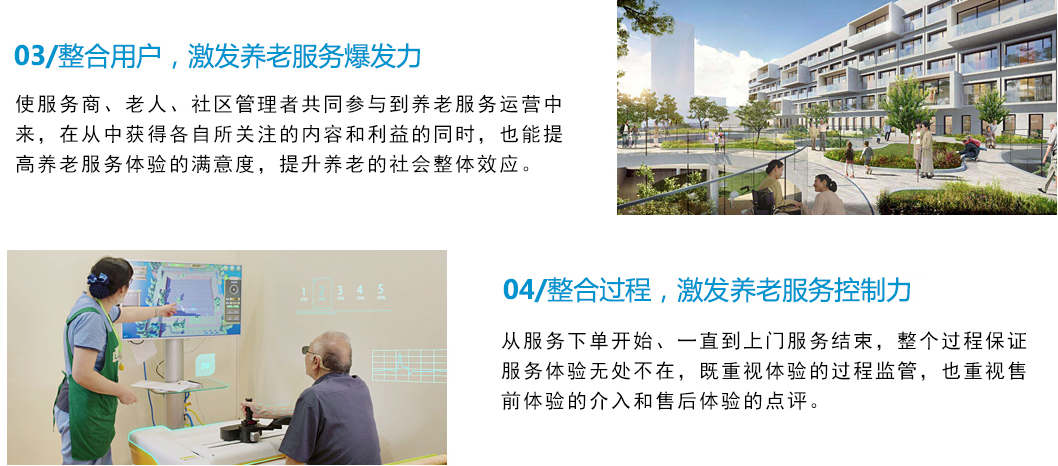 03/整合用户，激发养老服务爆发力
使服务商、老人、社区管理者共同参与到养老服务运营中
来，在从中获得各自所关注的内容和利益的同时，也能提
高养老服务体验的满意度，提升养老的社会整体效应。
1 2 3 4 5
04/整合过程，激发养老服务控制力
从服务下单开始、一直到上门服务结束，整个过程保证
服务体验无处不在，既重视体验的过程监管，也重视售
前体验的介入和售后体验的点评。